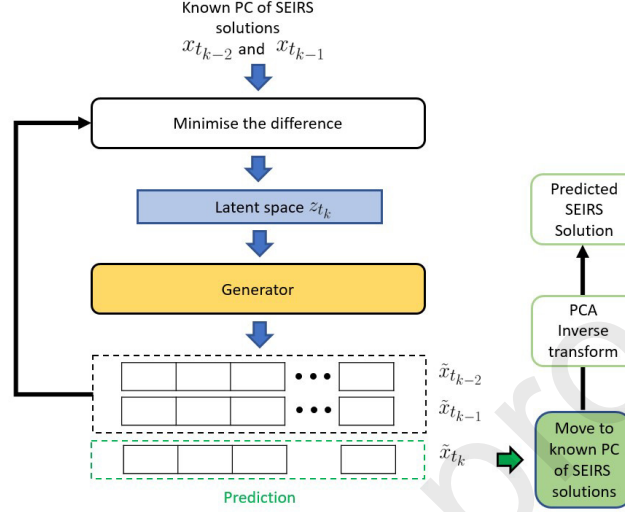 Known PC of SEIRS
solutions
x_{t_{k-2}} and x_{t_{k-1}}
Minimise the difference
Latent space z_{t_k}
Generator
x̃_{t_{k-2}}
x̃_{t_{k-1}}
x̃_{t_k}
Prediction
Predicted
SEIRS
Solution
PCA
Inverse
transform
Move to
known PC
of SEIRS
solutions